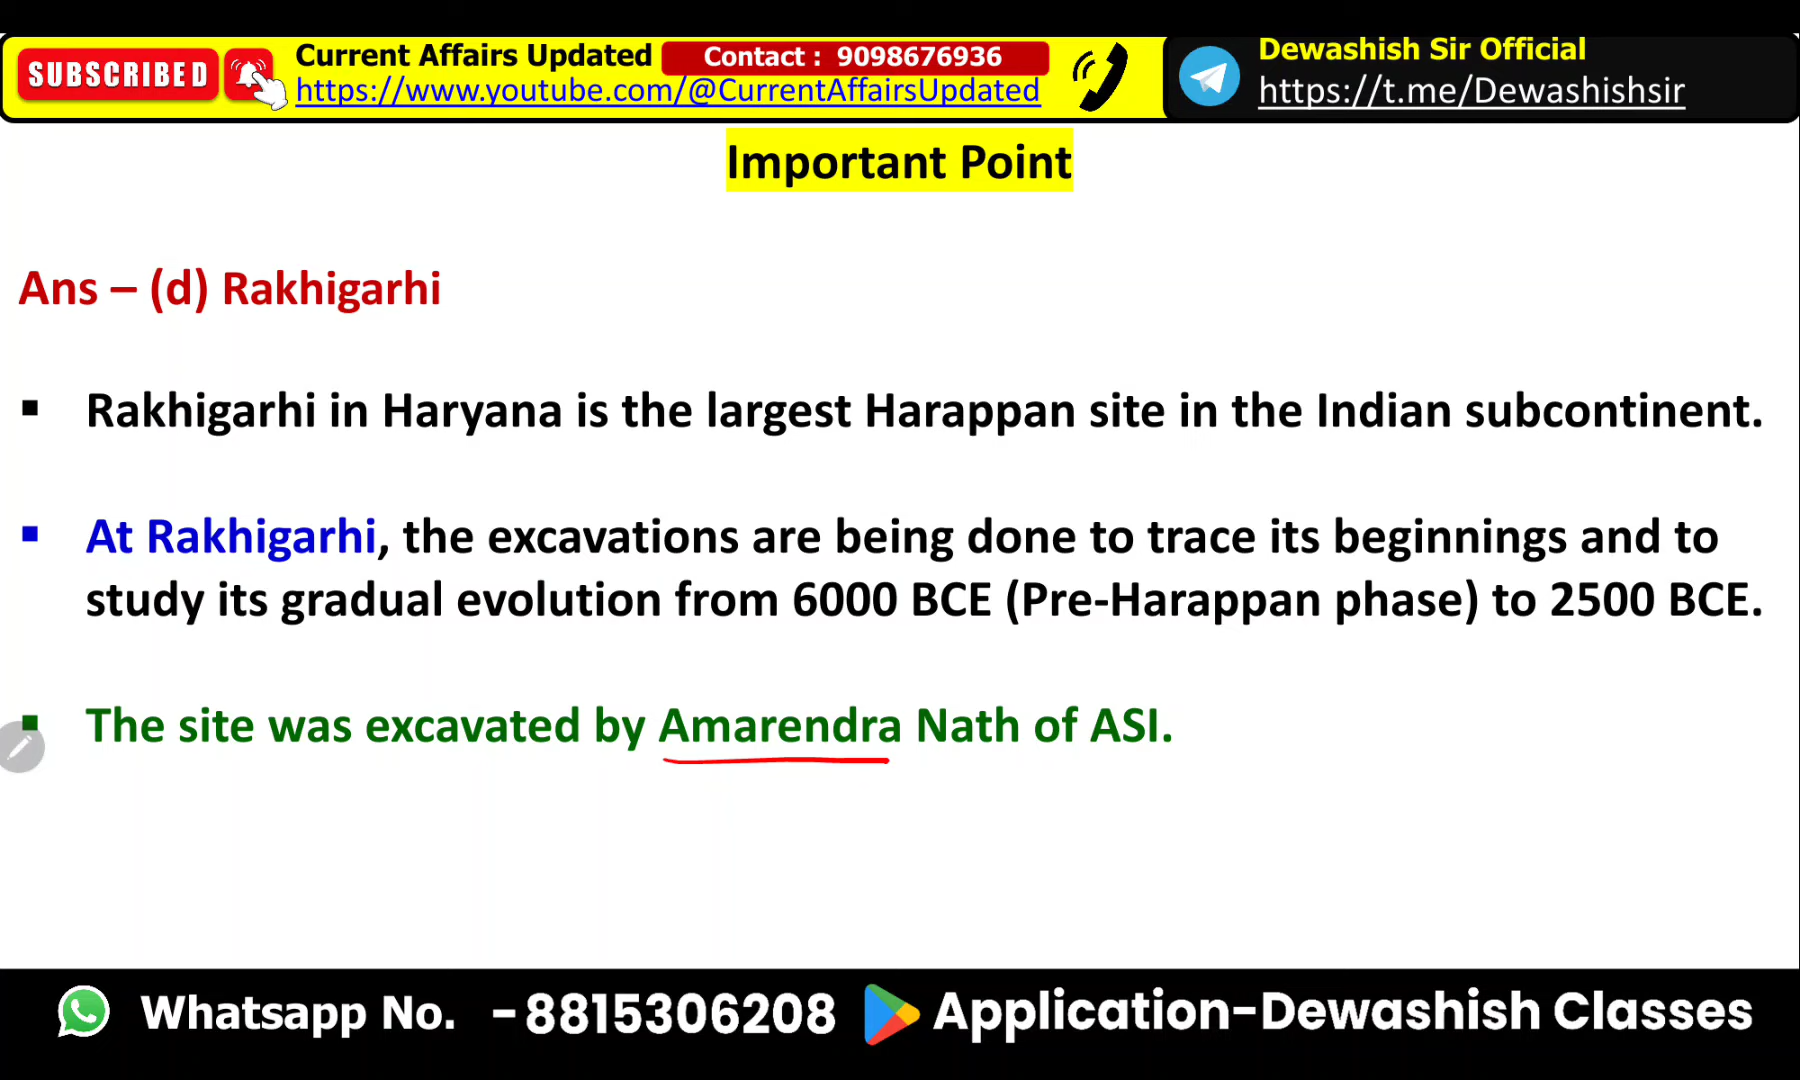 SUBSCRIBED
Current Affairs Updated
Contact : 9098676936
https://www.youtube.com/@CurrentAffairsUpdated
Dewashish Sir Official
https://t.me/Dewashishsir
Important Point
Ans – (d) Rakhigarhi
▪ Rakhigarhi in Haryana is the largest Harappan site in the Indian subcontinent.
▪ At Rakhigarhi, the excavations are being done to trace its beginnings and to
study its gradual evolution from 6000 BCE (Pre-Harappan phase) to 2500 BCE.
▪ The site was excavated by Amarendra Nath of ASI.
Whatsapp No. -8815306208
Application-Dewashish Classes